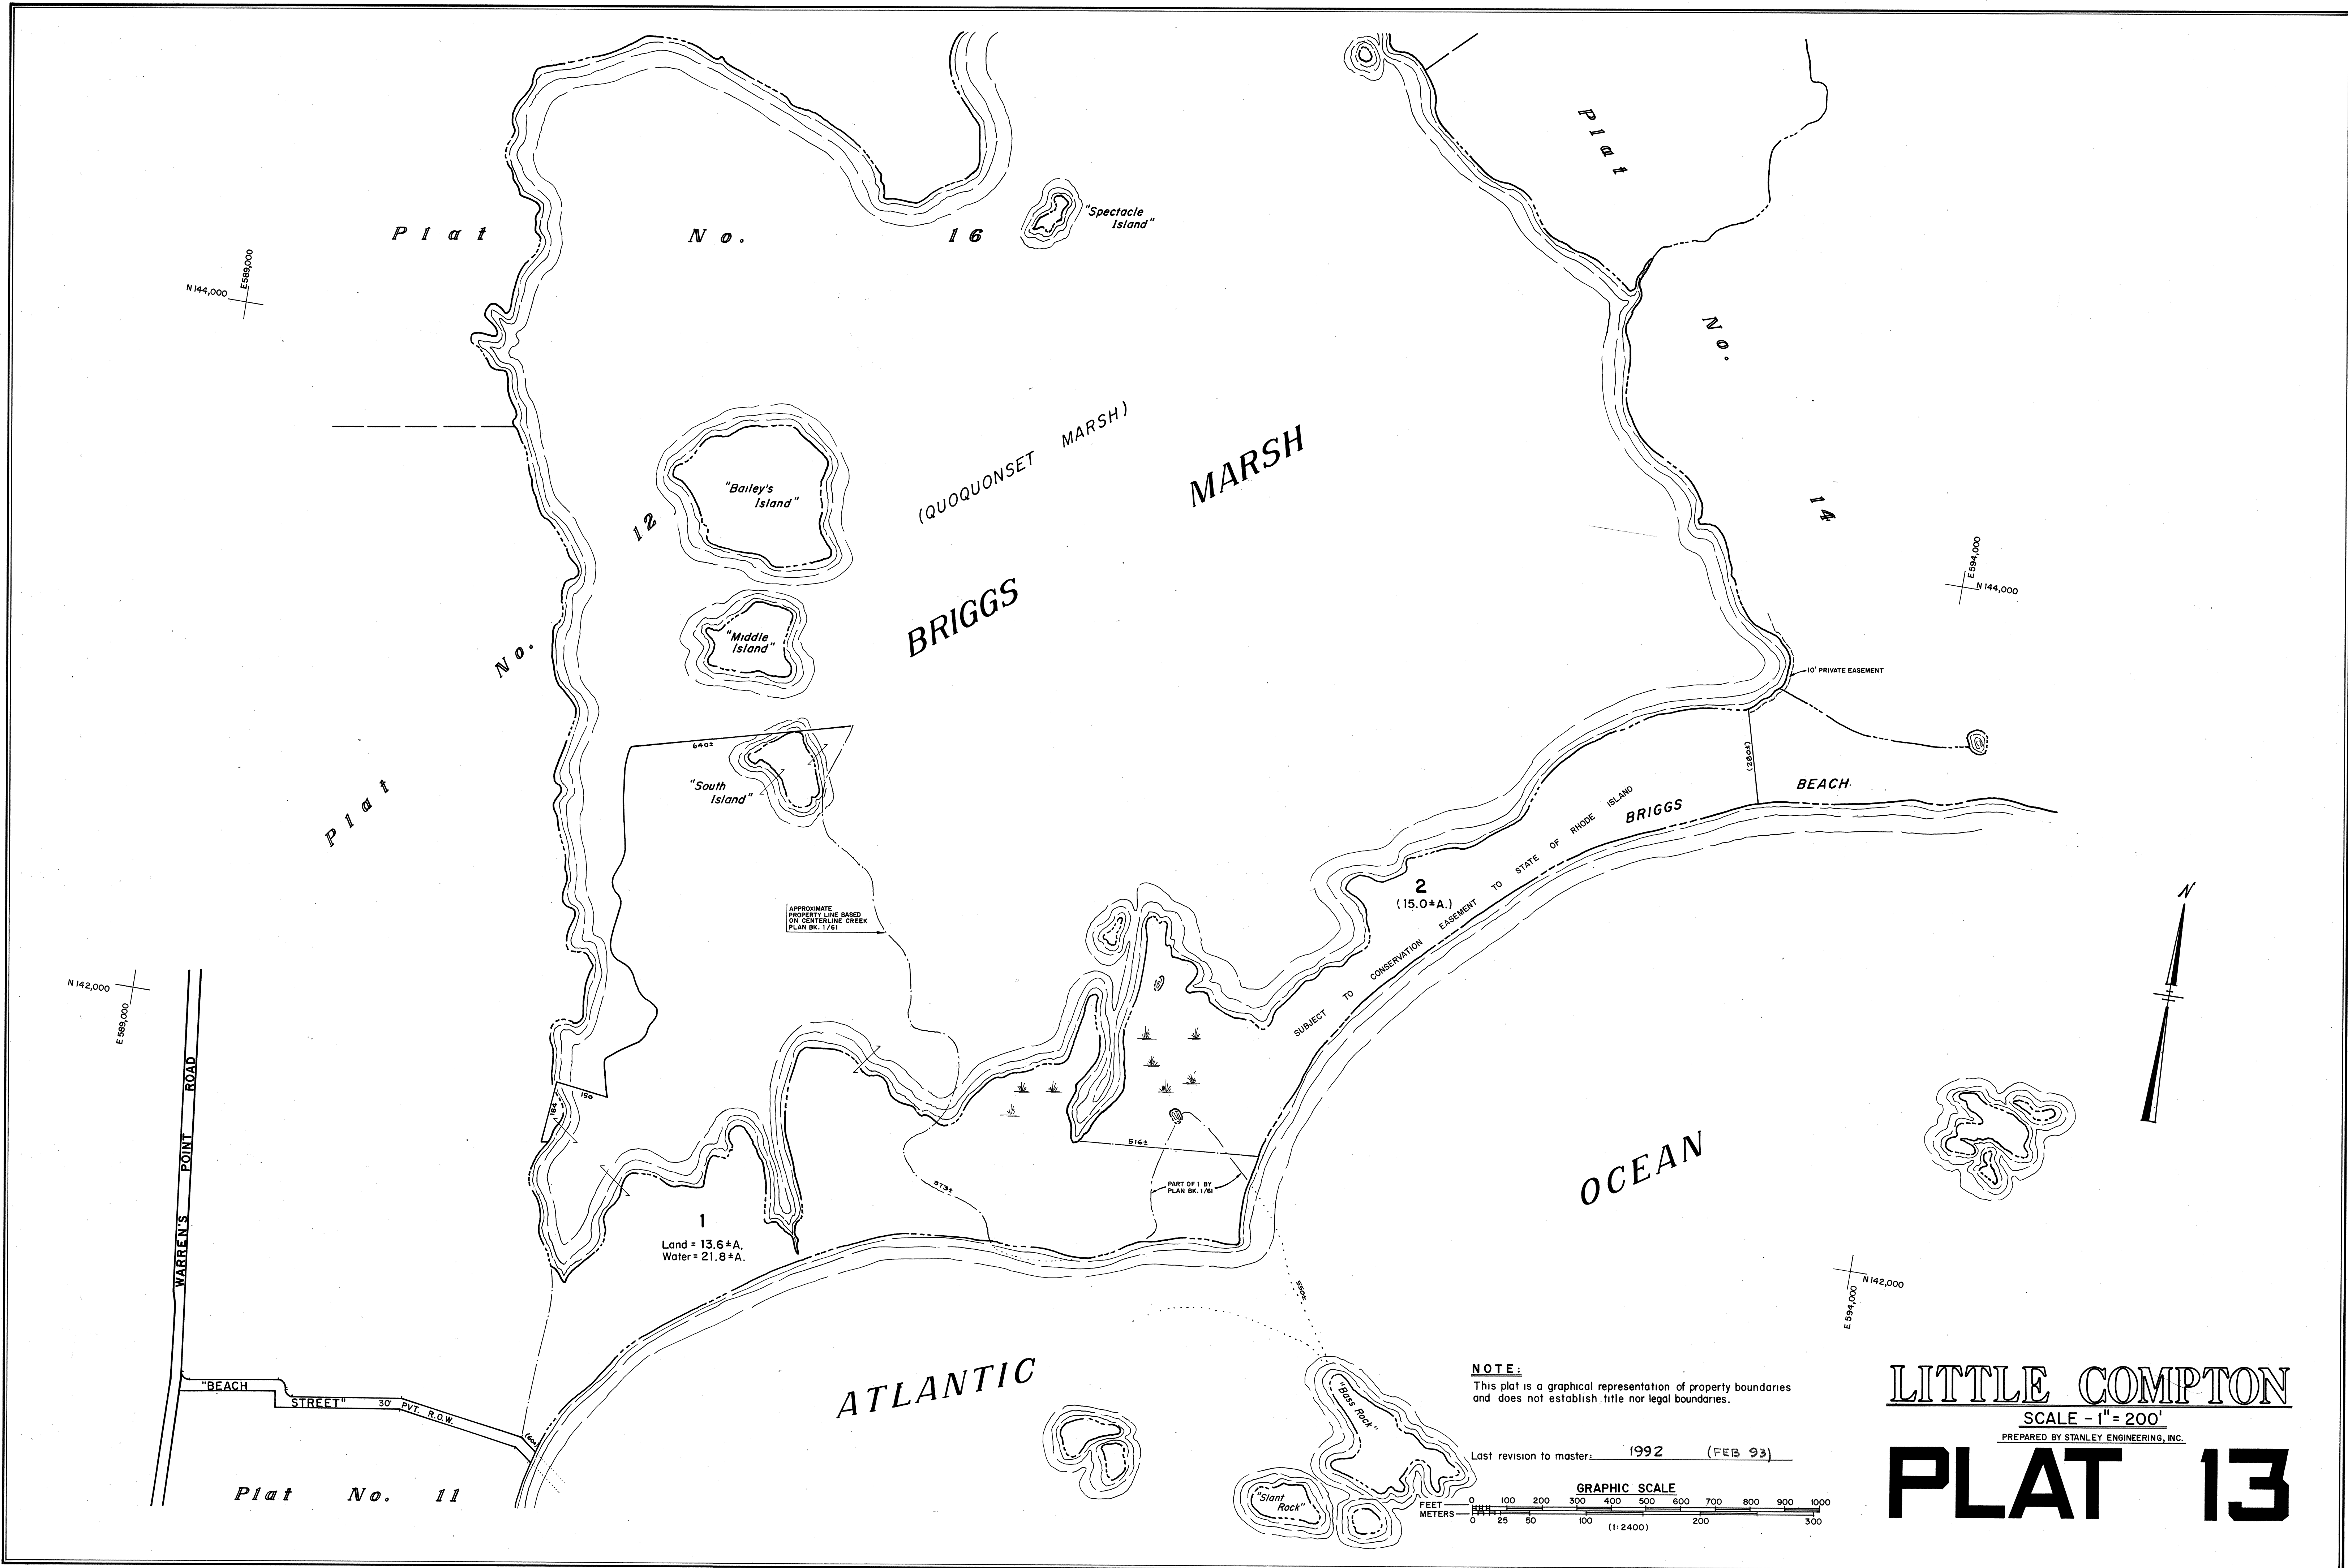 Plat No. 16
"Spectacle
Island"
Plat No. 14
N 144,000
E 589,000
(QUOQUONSET MARSH)
BRIGGS MARSH
"Bailey's
Island"
Plat No. 12
"Middle
Island"
E 594,000
N 144,000
10' PRIVATE EASEMENT
640±
"South
Island"
(260±)
BRIGGS BEACH
SUBJECT TO CONSERVATION EASEMENT TO STATE OF RHODE ISLAND
2
(15.0±A.)
APPROXIMATE
PROPERTY LINE BASED
ON CENTERLINE CREEK
PLAN BK. 1/61
N
N 142,000
E 589,000
WARREN'S POINT ROAD
150
184
516±
373±
PART OF 1 BY
PLAN BK. 1/61
1
Land = 13.6±A.
Water = 21.8±A.
550±
ATLANTIC OCEAN
N 142,000
E 594,000
"BEACH STREET" 30' PVT. R.O.W.
(60±)
Plat No. 11
"Bass Rock"
"Slant
Rock"
NOTE:
This plat is a graphical representation of property boundaries
and does not establish title nor legal boundaries.
Last revision to master: 1992 (FEB 93)
GRAPHIC SCALE
FEET 0 100 200 300 400 500 600 700 800 900 1000
METERS 0 25 50 100 200 300
(1:2400)
LITTLE COMPTON
SCALE - 1" = 200'
PREPARED BY STANLEY ENGINEERING, INC.
PLAT 13